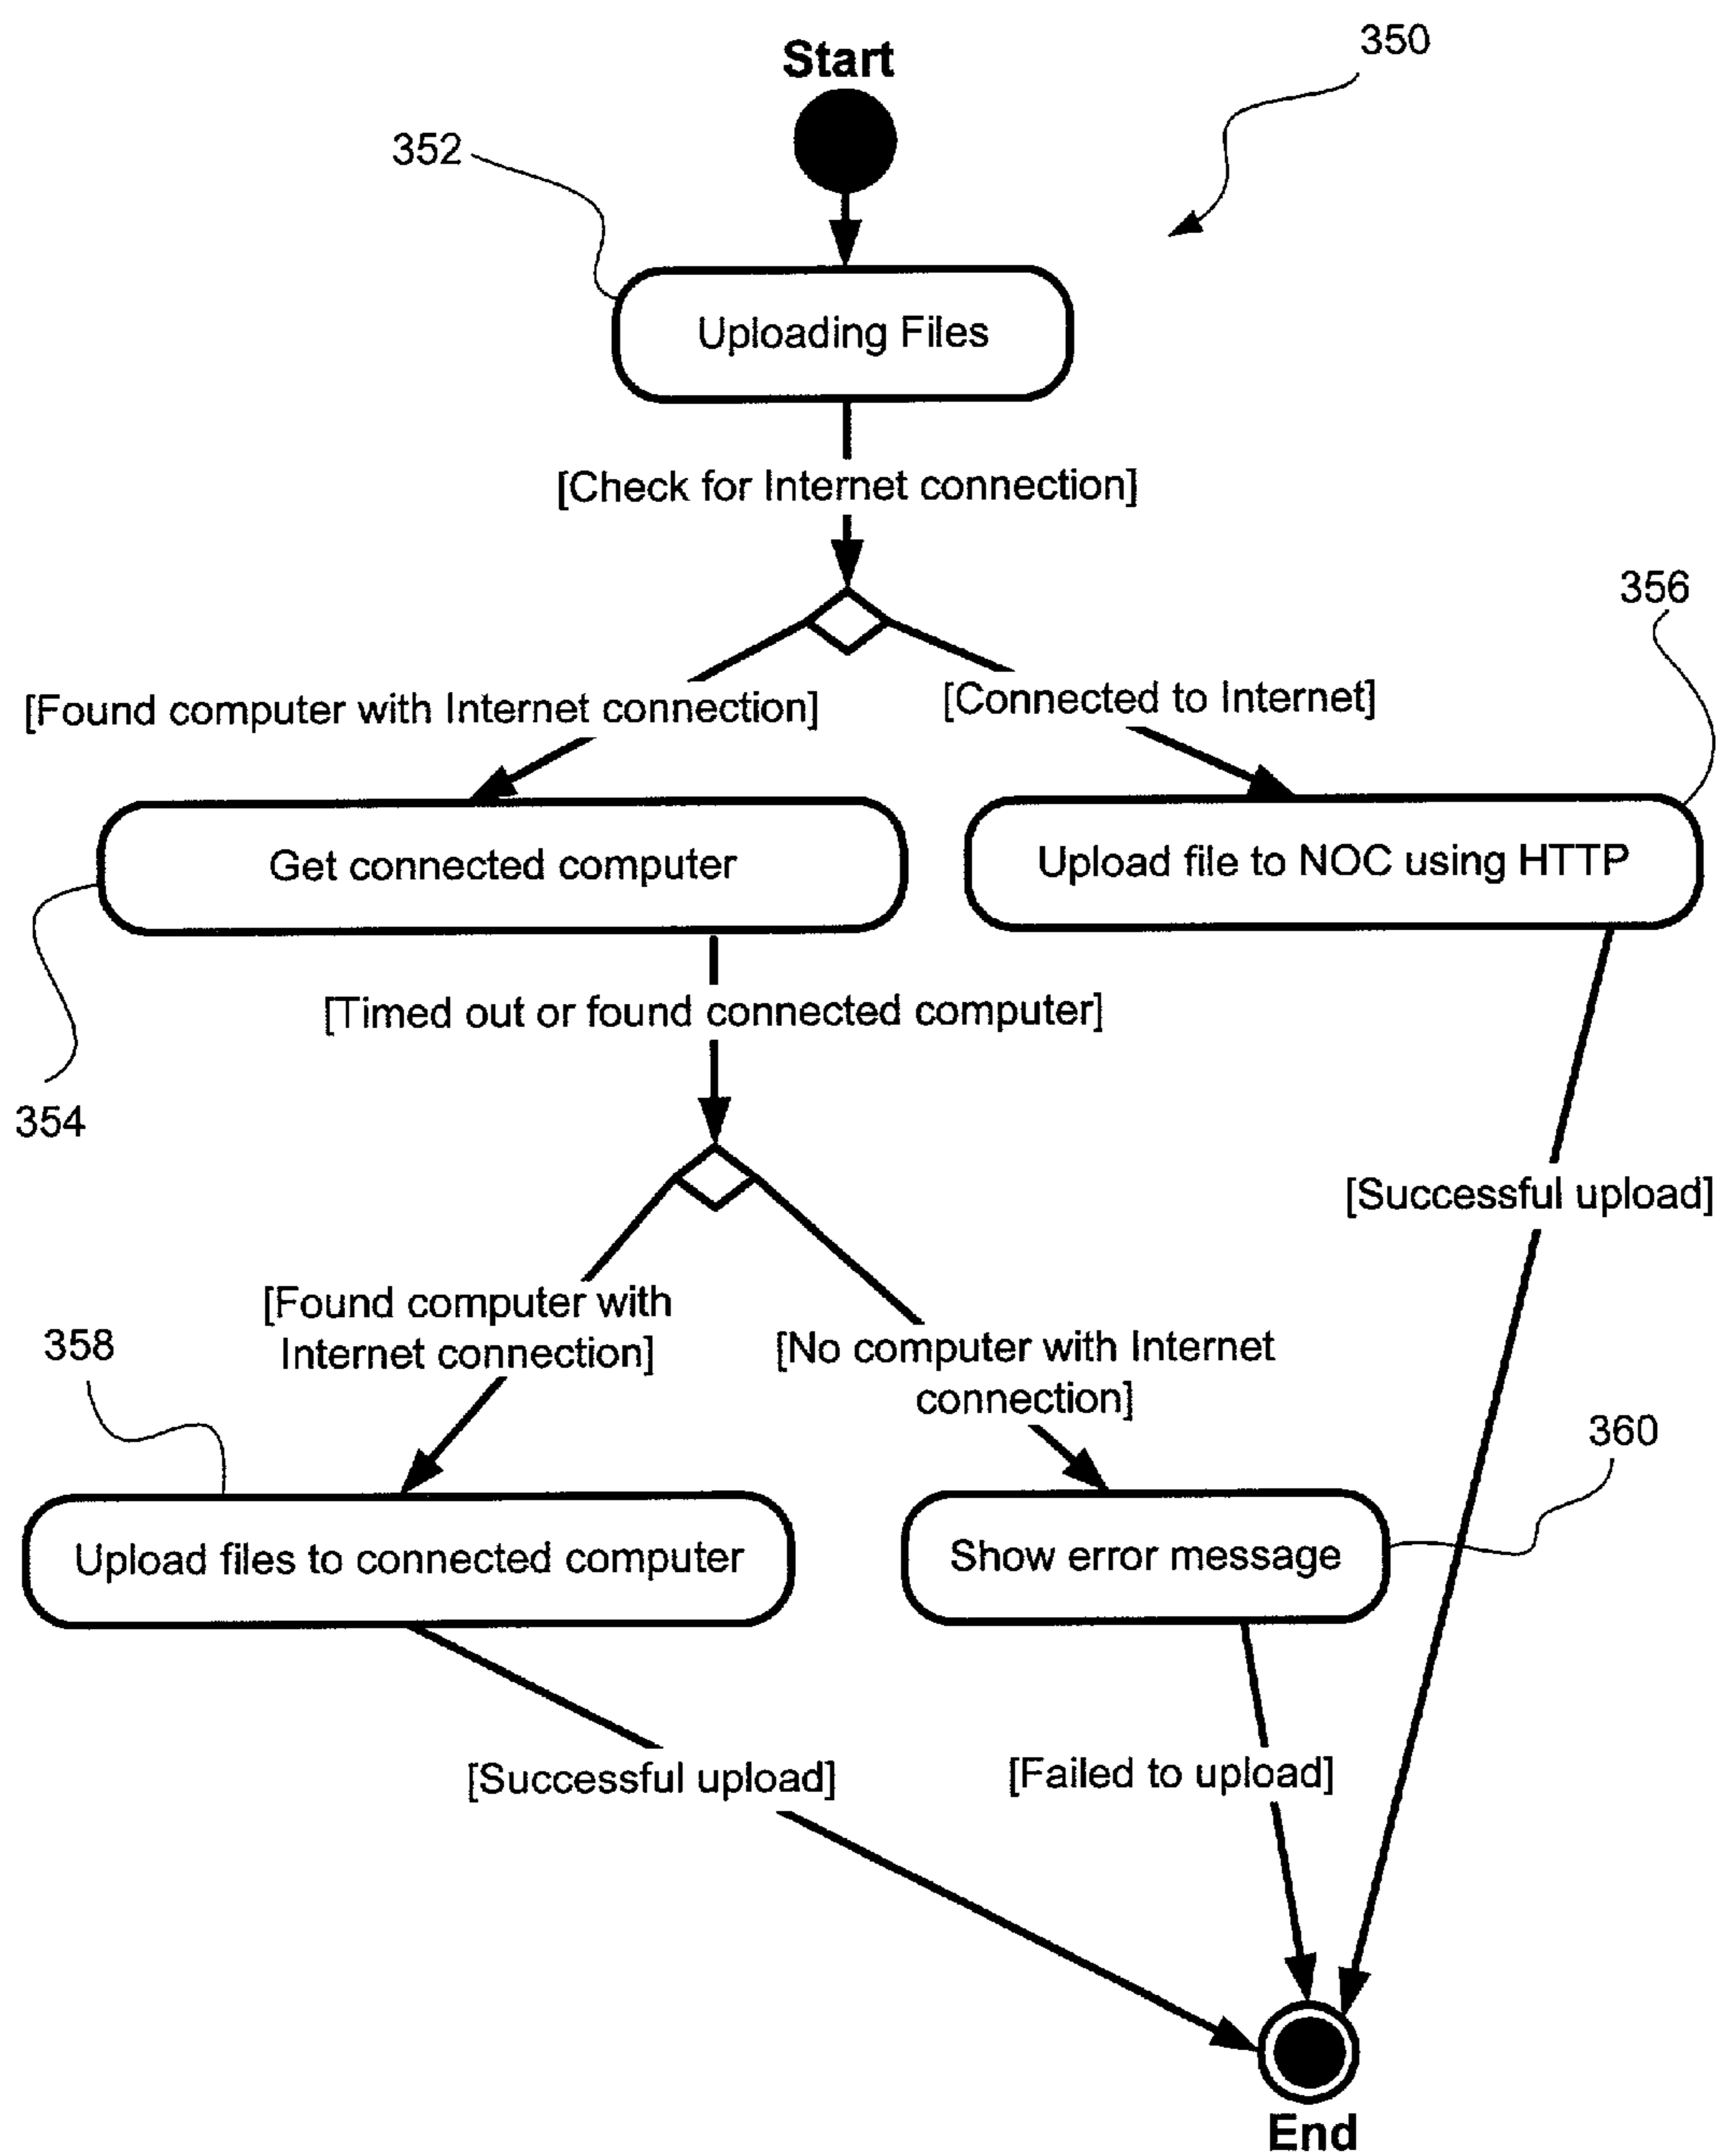 Start
350
352
Uploading Files
[Check for Internet connection]
356
[Found computer with Internet connection]
[Connected to Internet]
Get connected computer
Upload file to NOC using HTTP
[Timed out or found connected computer]
354
[Successful upload]
[Found computer with
Internet connection]
358
[No computer with Internet
connection]
360
Upload files to connected computer
Show error message
[Successful upload]
[Failed to upload]
End